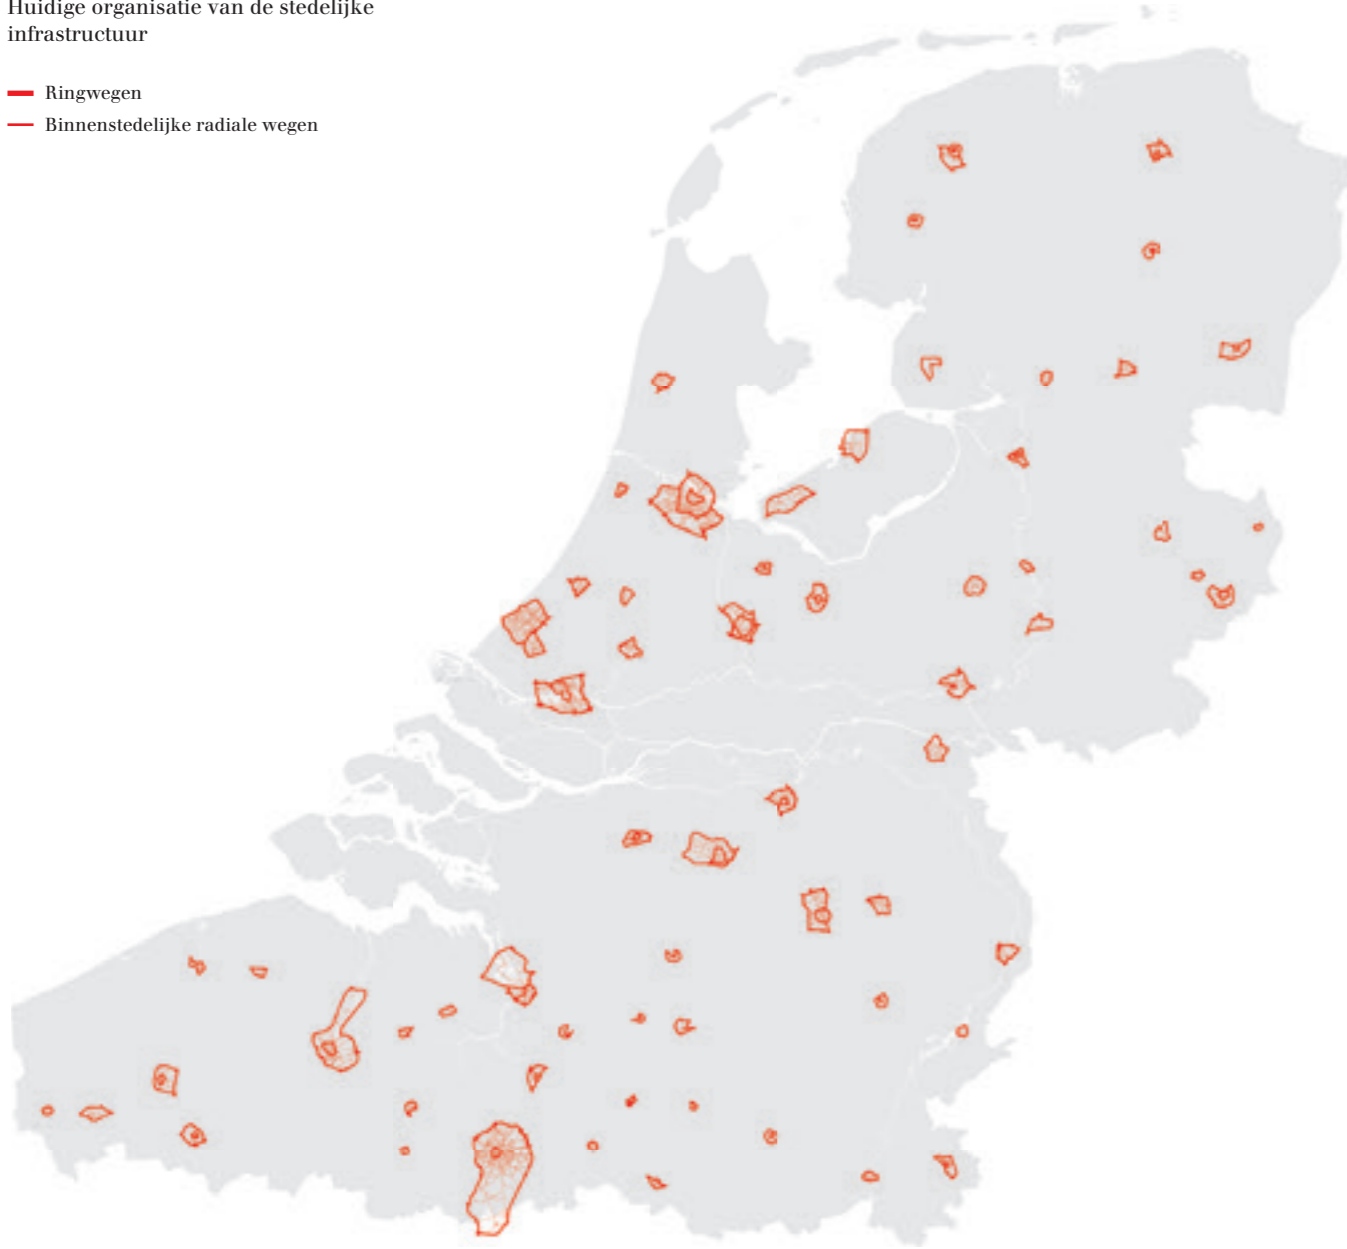 Huidige organisatie van de stedelijke
infrastructuur
Ringwegen
Binnenstedelijke radiale wegen